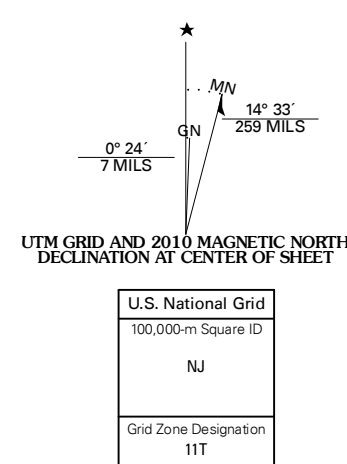 ★
MN
GN
14° 33´
259 MILS
0° 24´
7 MILS
UTM GRID AND 2010 MAGNETIC NORTH
DECLINATION AT CENTER OF SHEET
U.S. National Grid
100,000-m Square ID
NJ
Grid Zone Designation
11T